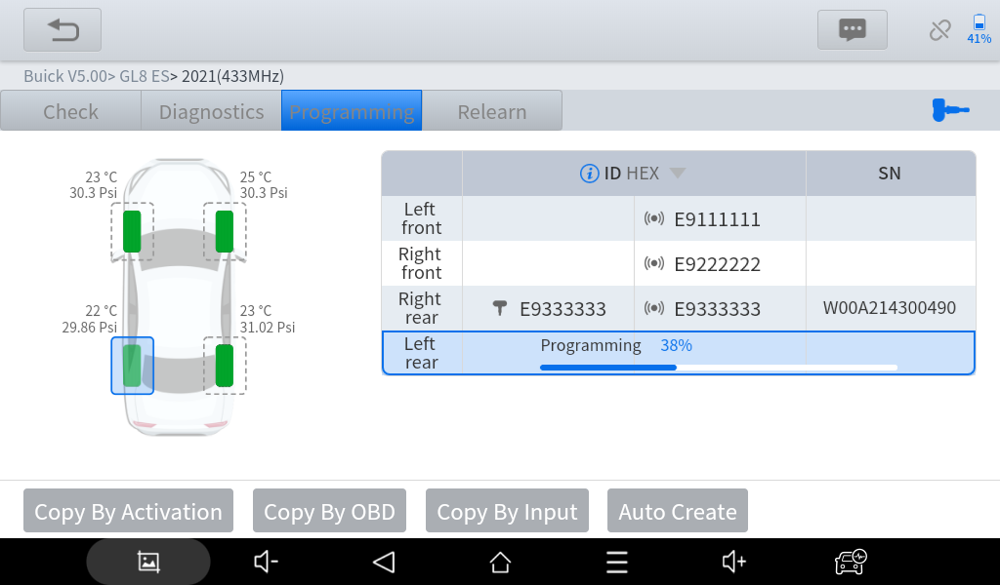 41%
Buick V5.00> GL8 ES> 2021(433MHz)
Check
Diagnostics
Programming
Relearn
23 °C
30.3 Psi
25 °C
30.3 Psi
22 °C
29.86 Psi
23 °C
31.02 Psi
ID HEX
SN
Left
front
E9111111
Right
front
E9222222
Right
rear
E9333333
E9333333
W00A214300490
Left
rear
Programming 38%
Copy By Activation
Copy By OBD
Copy By Input
Auto Create